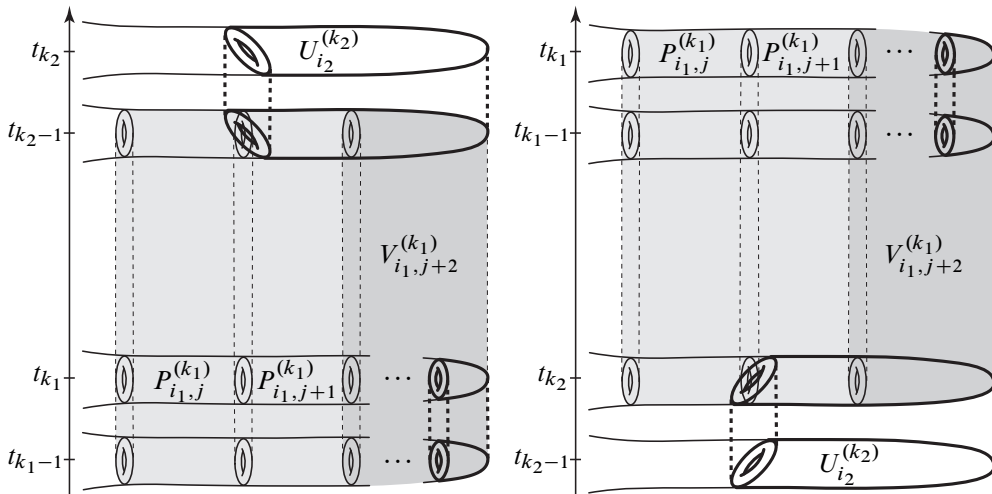 t_{k_2}
U_{i_2}^{(k_2)}
t_{k_2-1}
V_{i_1,j+2}^{(k_1)}
t_{k_1}
P_{i_1,j}^{(k_1)} P_{i_1,j+1}^{(k_1)} ···
t_{k_1-1}
···
t_{k_1}
P_{i_1,j}^{(k_1)} P_{i_1,j+1}^{(k_1)} ···
t_{k_1-1}
···
V_{i_1,j+2}^{(k_1)}
t_{k_2}
t_{k_2-1}
U_{i_2}^{(k_2)}